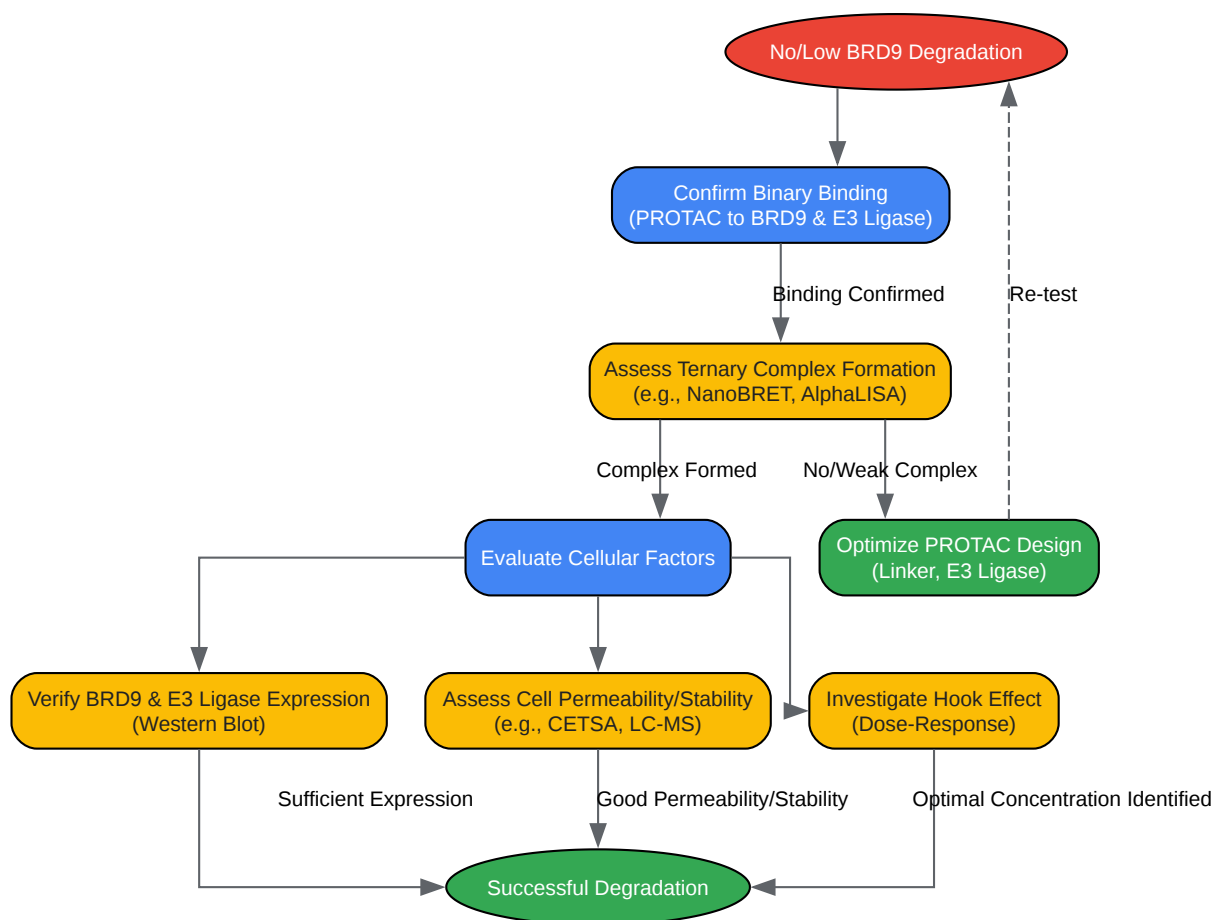 No/Low BRD9 Degradation
Confirm Binary Binding
(PROTAC to BRD9 & E3 Ligase)
Binding Confirmed
Re-test
Assess Ternary Complex Formation
(e.g., NanoBRET, AlphaLISA)
Complex Formed
No/Weak Complex
Evaluate Cellular Factors
Optimize PROTAC Design
(Linker, E3 Ligase)
Verify BRD9 & E3 Ligase Expression
(Western Blot)
Assess Cell Permeability/Stability
(e.g., CETSA, LC-MS)
Investigate Hook Effect
(Dose-Response)
Sufficient Expression
Good Permeability/Stability
Optimal Concentration Identified
Successful Degradation